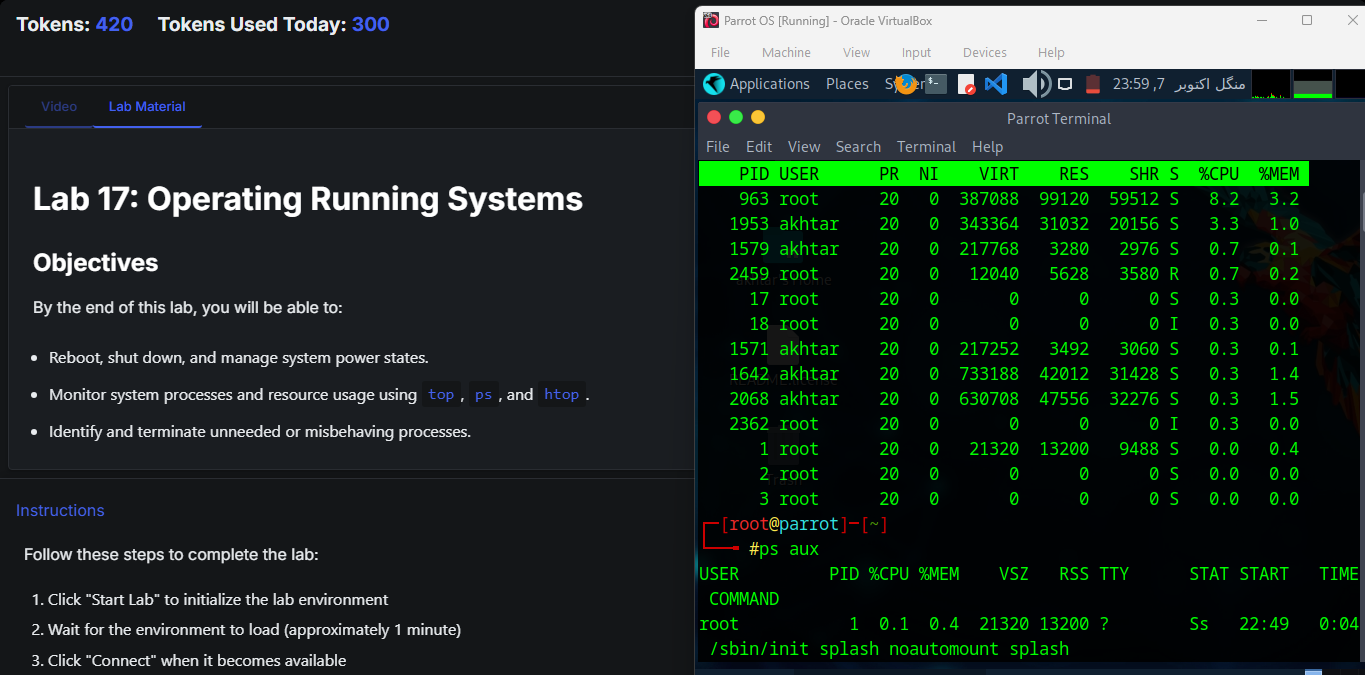 Tokens: 420 Tokens Used Today: 300
Video Lab Material
Lab 17: Operating Running Systems
Objectives
By the end of this lab, you will be able to:
• Reboot, shut down, and manage system power states.
• Monitor system processes and resource usage using top , ps , and htop .
• Identify and terminate unneeded or misbehaving processes.
Instructions
Follow these steps to complete the lab:
1. Click "Start Lab" to initialize the lab environment
2. Wait for the environment to load (approximately 1 minute)
3. Click "Connect" when it becomes available
Parrot OS [Running] - Oracle VirtualBox
File Machine View Input Devices Help
Applications Places 23:59 ,7 منگل اکتوبر
Parrot Terminal
File Edit View Search Terminal Help
PID USER PR NI VIRT RES SHR S %CPU %MEM
963 root 20 0 387088 99120 59512 S 8.2 3.2
1953 akhtar 20 0 343364 31032 20156 S 3.3 1.0
1579 akhtar 20 0 217768 3280 2976 S 0.7 0.1
2459 root 20 0 12040 5628 3580 R 0.7 0.2
17 root 20 0 0 0 0 S 0.3 0.0
18 root 20 0 0 0 0 I 0.3 0.0
1571 akhtar 20 0 217252 3492 3060 S 0.3 0.1
1642 akhtar 20 0 733188 42012 31428 S 0.3 1.4
2068 akhtar 20 0 630708 47556 32276 S 0.3 1.5
2362 root 20 0 0 0 0 I 0.3 0.0
1 root 20 0 21320 13200 9488 S 0.0 0.4
2 root 20 0 0 0 0 S 0.0 0.0
3 root 20 0 0 0 0 S 0.0 0.0
┌─[root@parrot]─[~]
└──╼ #ps aux
USER PID %CPU %MEM VSZ RSS TTY STAT START TIME
COMMAND
root 1 0.1 0.4 21320 13200 ? Ss 22:49 0:04
/sbin/init splash noautomount splash